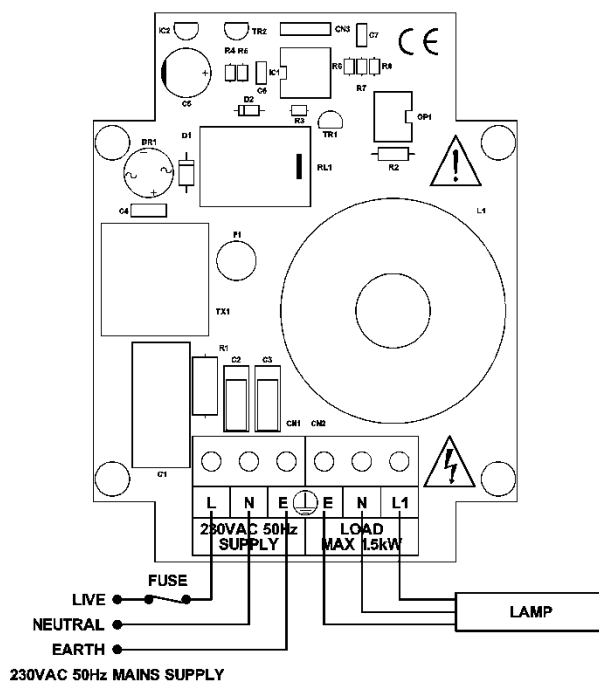 IC2 TR2 CN3 C7 CE
R4 R5 C6 IC1 R6 R7 R8
C5 D2 R3 TR1 OP1
BR1 D1 RL1 R2
C4 F1 L1
TX1
R1 C2 C3
C1 CN1 CN2
L N E E N L1
230VAC 50Hz LOAD
SUPPLY MAX 1.5kW
FUSE
LIVE
LAMP
NEUTRAL
EARTH
230VAC 50Hz MAINS SUPPLY